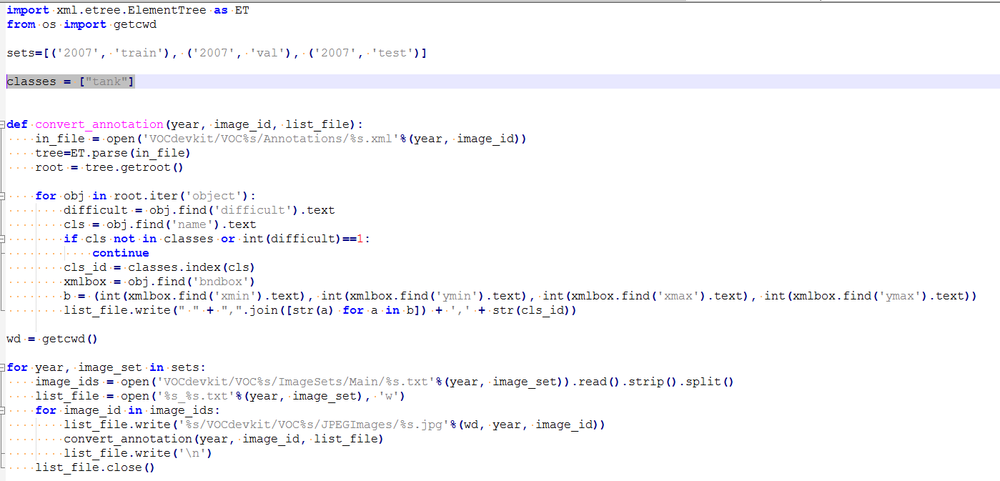 import xml.etree.ElementTree as ET
from os import getcwd

sets=[('2007', 'train'), ('2007', 'val'), ('2007', 'test')]

classes = ["tank"]


def convert_annotation(year, image_id, list_file):
    in_file = open('VOCdevkit/VOC%s/Annotations/%s.xml'%(year, image_id))
    tree=ET.parse(in_file)
    root = tree.getroot()

    for obj in root.iter('object'):
        difficult = obj.find('difficult').text
        cls = obj.find('name').text
        if cls not in classes or int(difficult)==1:
            continue
        cls_id = classes.index(cls)
        xmlbox = obj.find('bndbox')
        b = (int(xmlbox.find('xmin').text), int(xmlbox.find('ymin').text), int(xmlbox.find('xmax').text), int(xmlbox.find('ymax').text))
        list_file.write(" " + ",".join([str(a) for a in b]) + ',' + str(cls_id))

wd = getcwd()

for year, image_set in sets:
    image_ids = open('VOCdevkit/VOC%s/ImageSets/Main/%s.txt'%(year, image_set)).read().strip().split()
    list_file = open('%s_%s.txt'%(year, image_set), 'w')
    for image_id in image_ids:
        list_file.write('%s/VOCdevkit/VOC%s/JPEGImages/%s.jpg'%(wd, year, image_id))
        convert_annotation(year, image_id, list_file)
        list_file.write('\n')
    list_file.close()